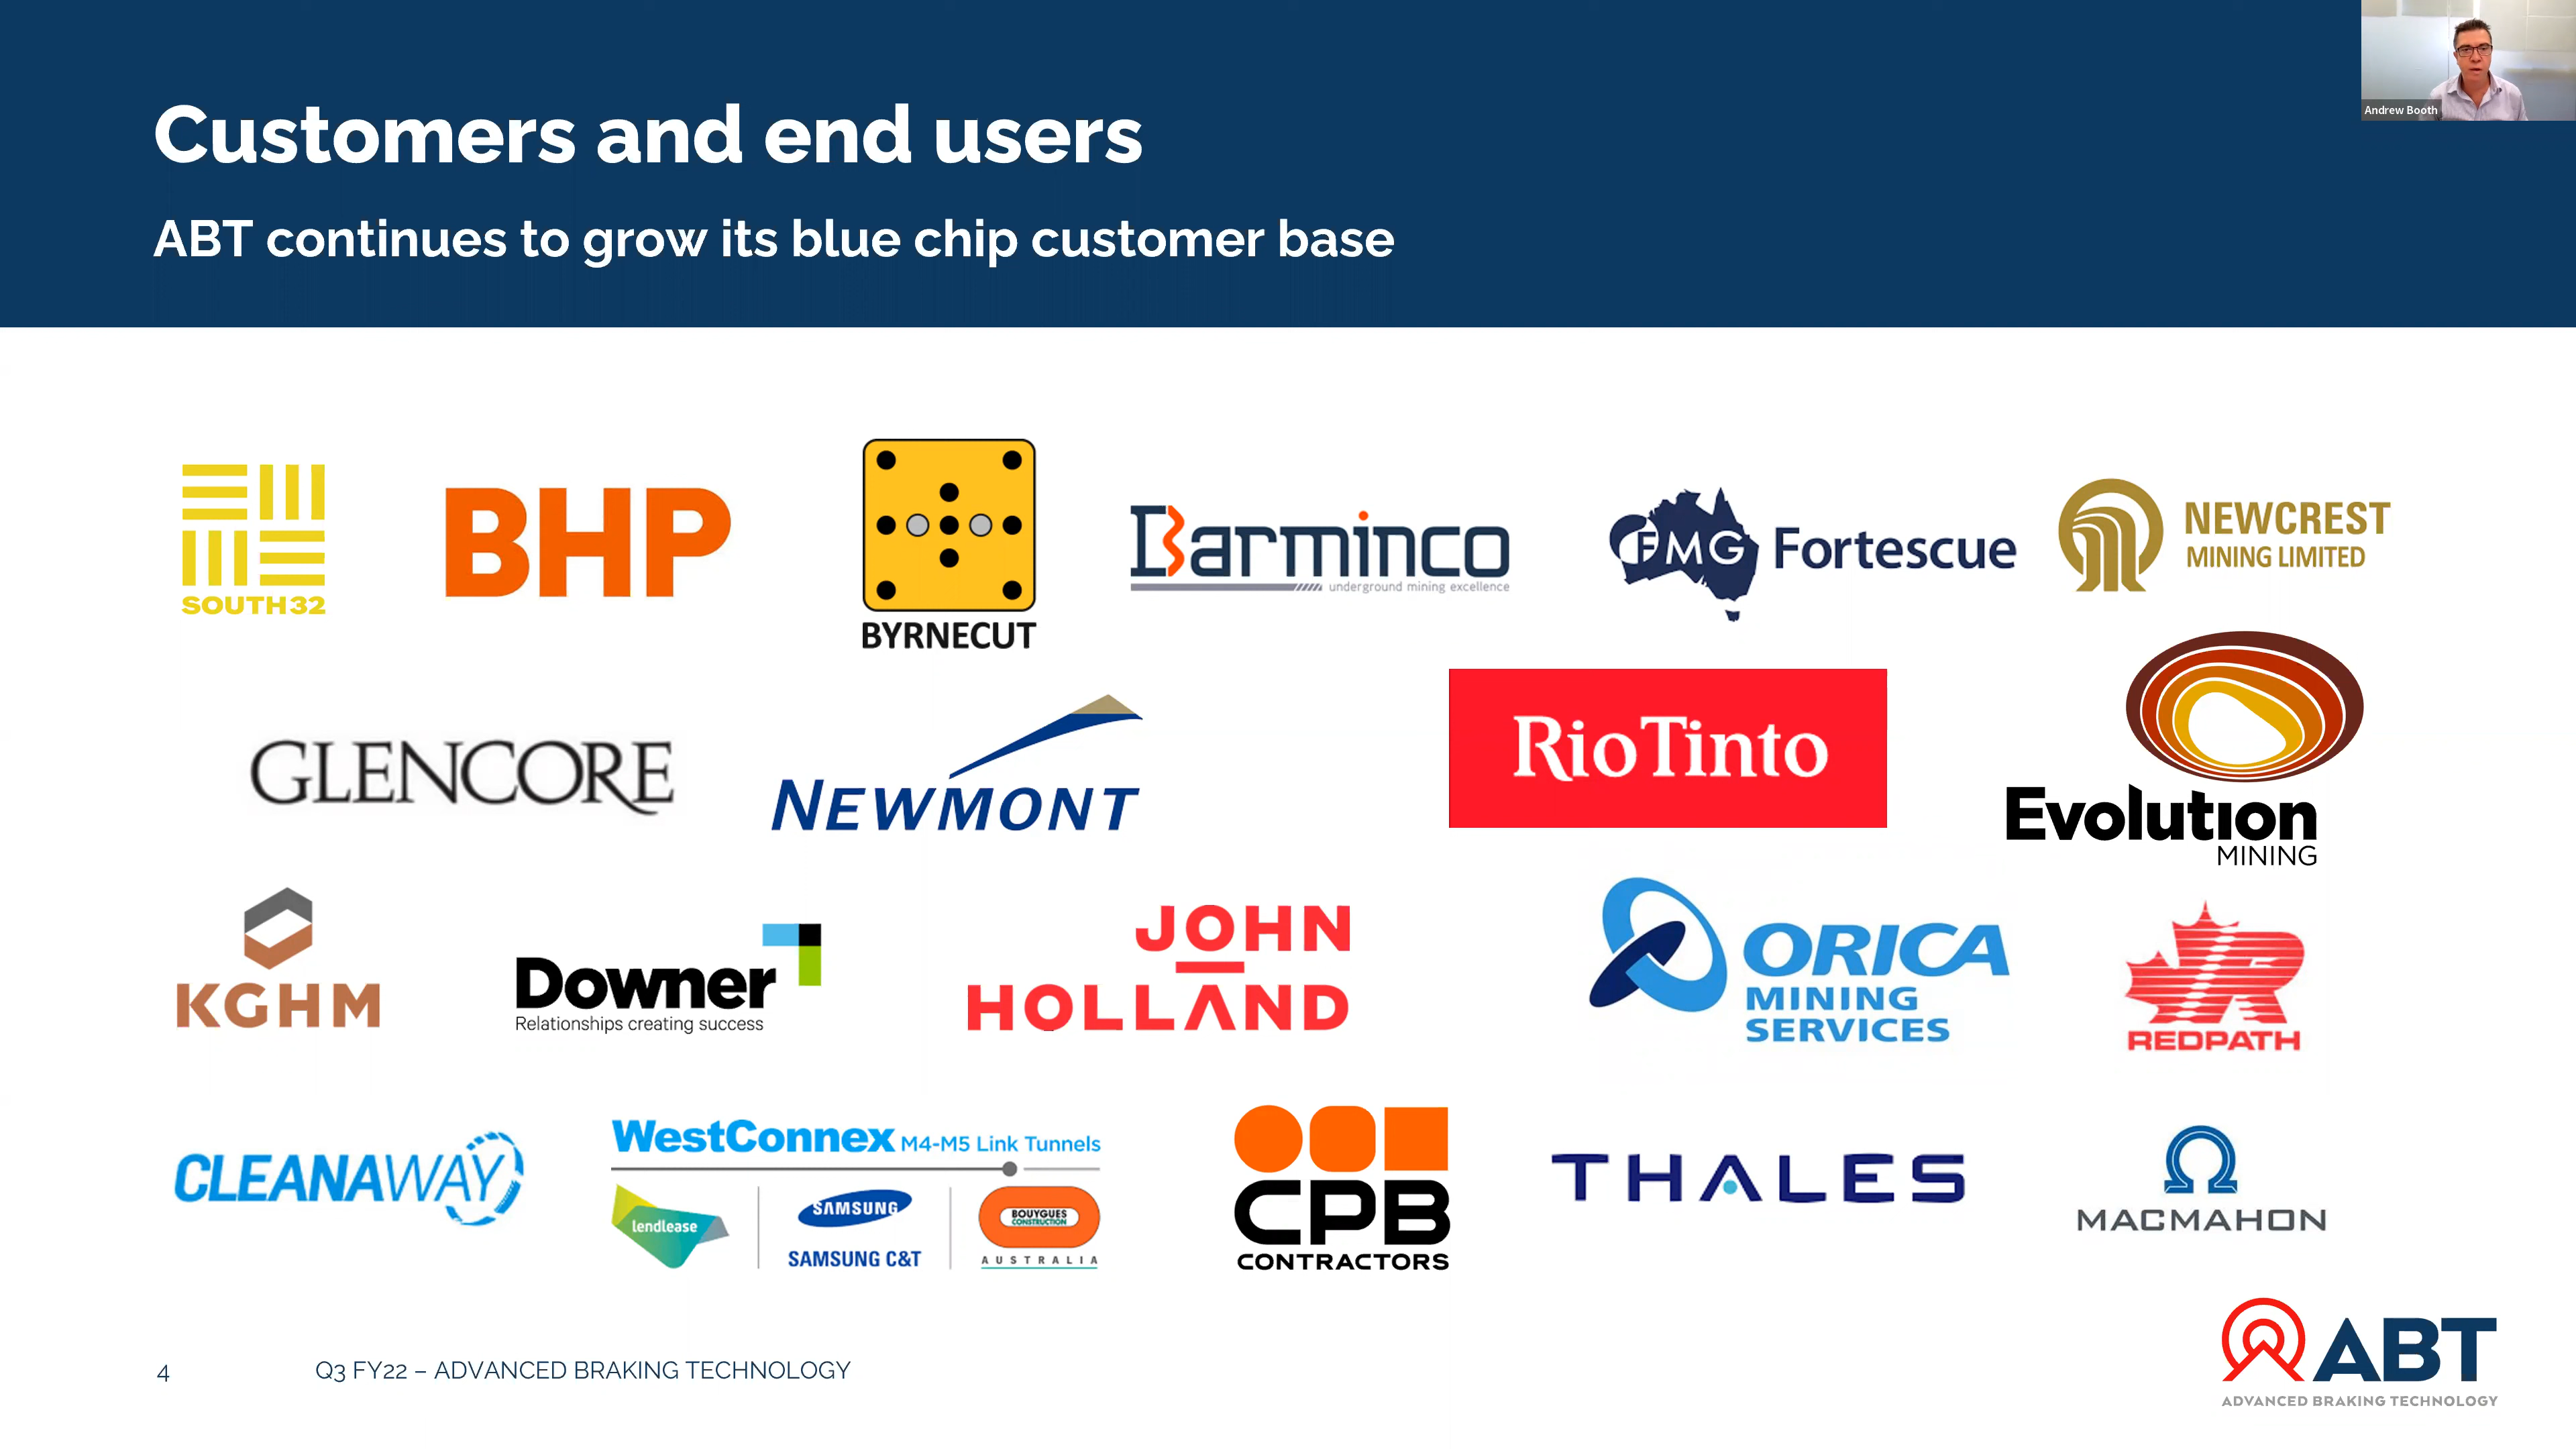 Andrew Booth
Customers and end users
ABT continues to grow its blue chip customer base
SOUTH32
BHP
BYRNECUT
Barminco
underground mining excellence
FMG Fortescue
NEWCREST
MINING LIMITED
GLENCORE
NEWMONT
RioTinto
Evolution
MINING
KGHM
Downer
Relationships creating success
JOHN
HOLLAND
ORICA
MINING
SERVICES
REDPATH
CLEANAWAY
WestConnex M4-M5 Link Tunnels
lendlease
SAMSUNG
SAMSUNG C&T
BOUYGUES
CONSTRUCTION
AUSTRALIA
CPB
CONTRACTORS
THALES
MACMAHON
4
Q3 FY22 – ADVANCED BRAKING TECHNOLOGY
ABT
ADVANCED BRAKING TECHNOLOGY